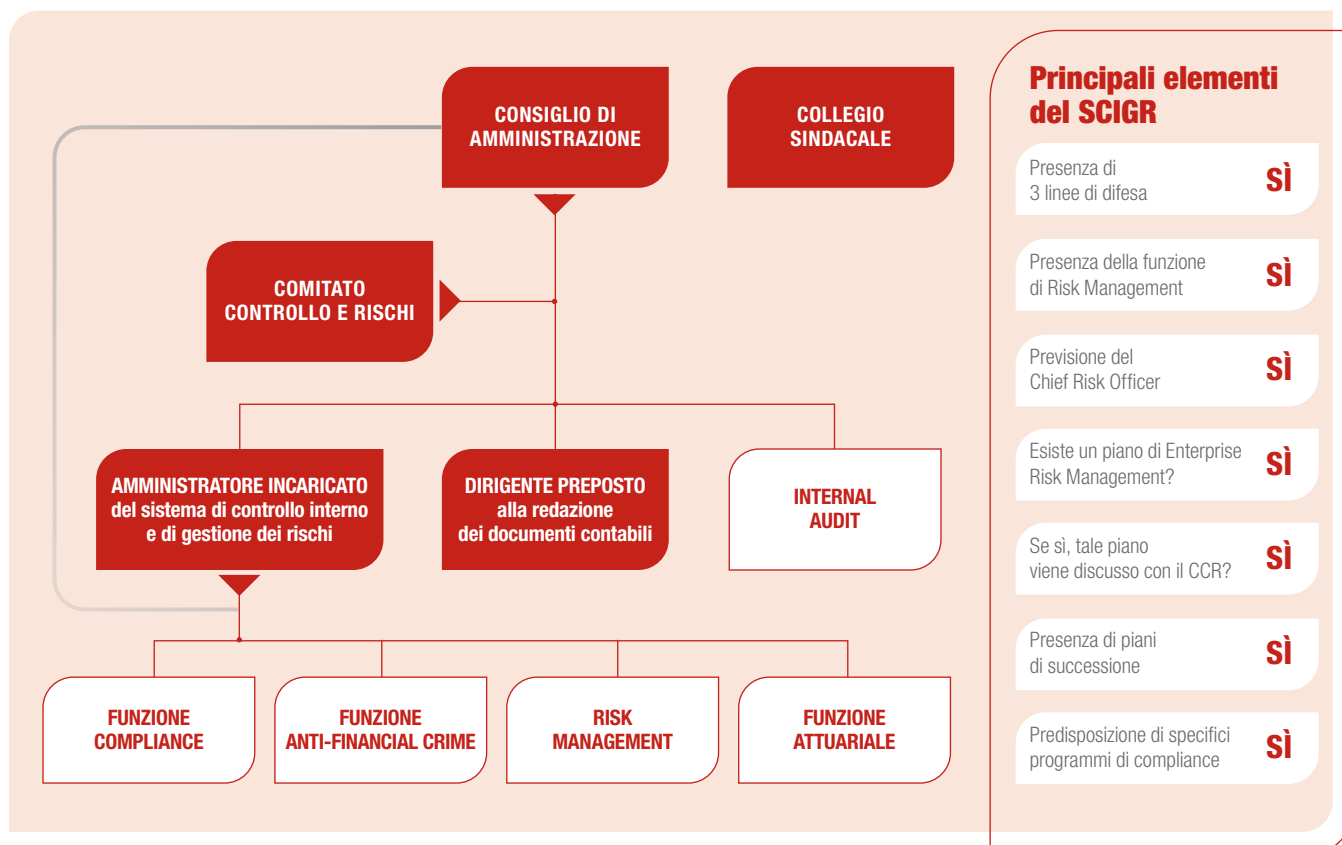 CONSIGLIO DI
AMMINISTRAZIONE
COLLEGIO
SINDACALE
COMITATO
CONTROLLO E RISCHI
AMMINISTRATORE INCARICATO
del sistema di controllo interno
e di gestione dei rischi
DIRIGENTE PREPOSTO
alla redazione
dei documenti contabili
INTERNAL
AUDIT
FUNZIONE
COMPLIANCE
FUNZIONE
ANTI-FINANCIAL CRIME
RISK
MANAGEMENT
FUNZIONE
ATTUARIALE
Principali elementi
del SCIGR
Presenza di
3 linee di difesa
SÌ
Presenza della funzione
di Risk Management
SÌ
Previsione del
Chief Risk Officer
SÌ
Esiste un piano di Enterprise
Risk Management?
SÌ
Se sì, tale piano
viene discusso con il CCR?
SÌ
Presenza di piani
di successione
SÌ
Predisposizione di specifici
programmi di compliance
SÌ